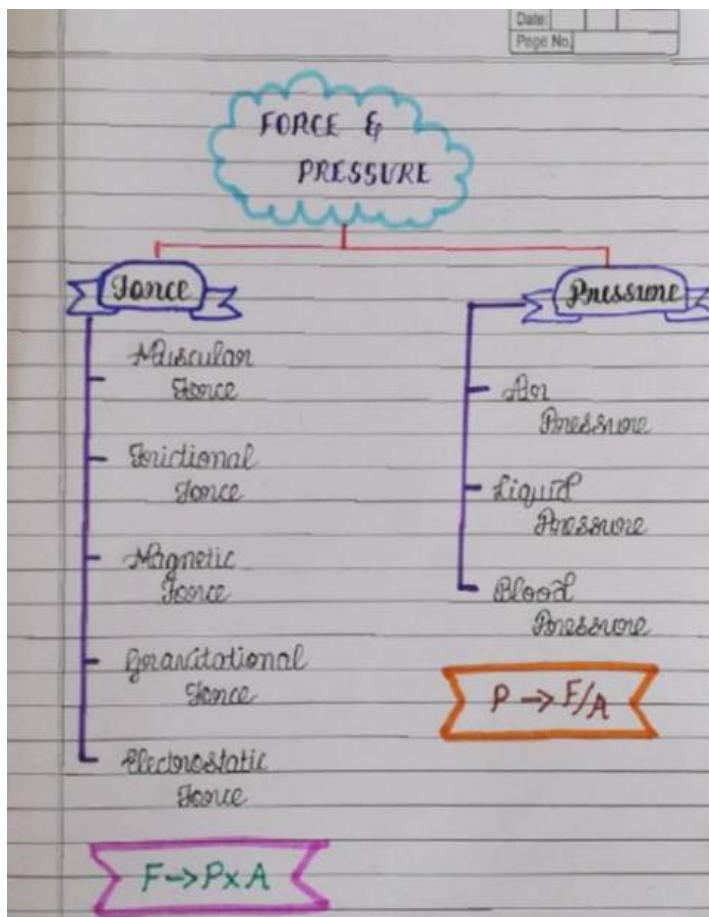 Date:
Page No.
FORCE &
PRESSURE
Force
Pressure
Muscular
Force
Frictional
Force
Magnetic
Force
Gravitational
Force
Electrostatic
Force
F → P x A
Air
Pressure
Liquid
Pressure
Blood
Pressure
P → F/A